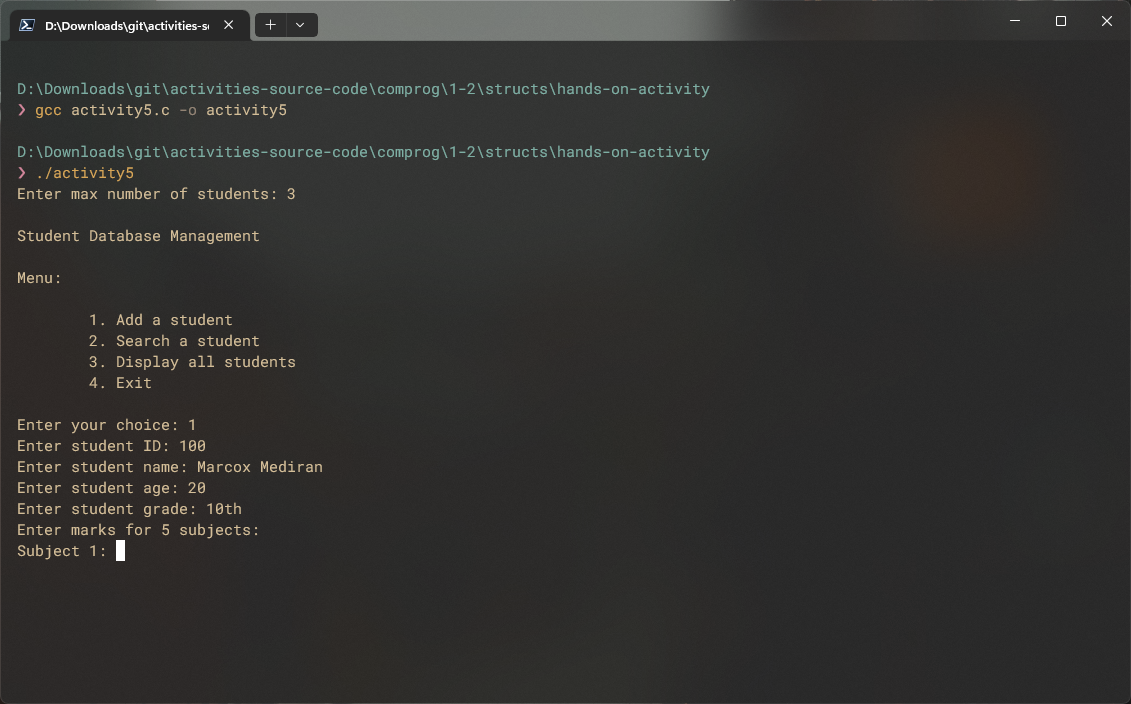 D:\Downloads\git\activities-s
D:\Downloads\git\activities-source-code\comprog\1-2\structs\hands-on-activity
❯ gcc activity5.c -o activity5
D:\Downloads\git\activities-source-code\comprog\1-2\structs\hands-on-activity
❯ ./activity5
Enter max number of students: 3
Student Database Management
Menu:
1. Add a student
2. Search a student
3. Display all students
4. Exit
Enter your choice: 1
Enter student ID: 100
Enter student name: Marcox Mediran
Enter student age: 20
Enter student grade: 10th
Enter marks for 5 subjects:
Subject 1: